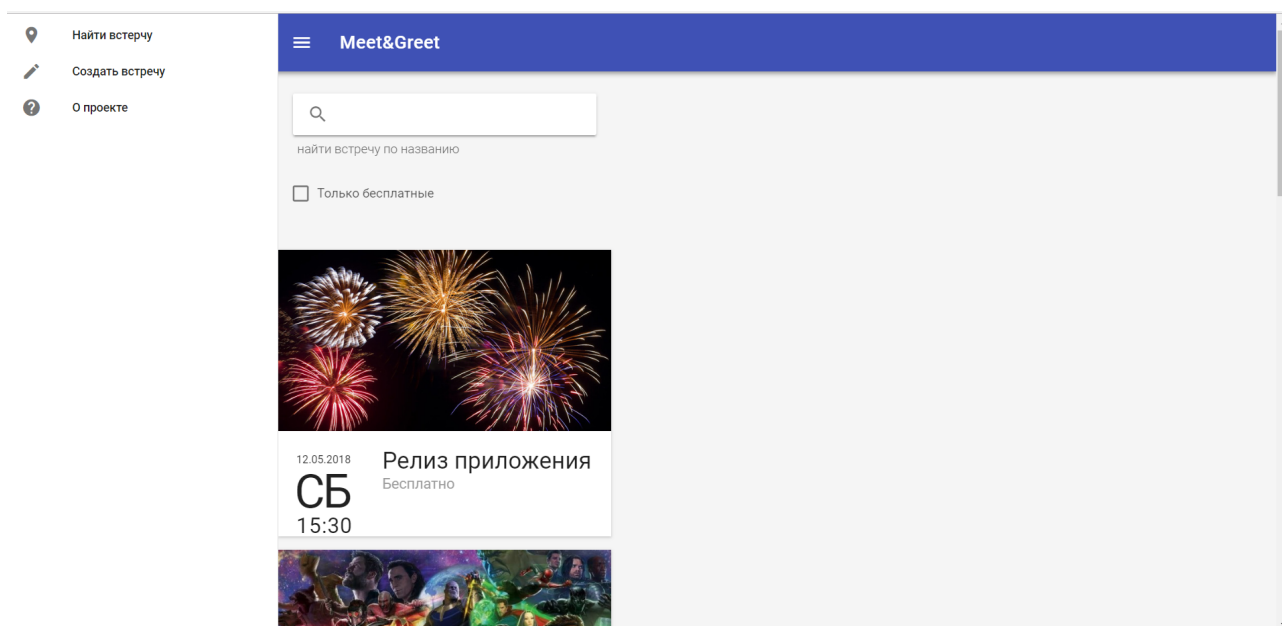 Найти встерчу
Создать встречу
О проекте
Meet&Greet
найти встречу по названию
Только бесплатные
12.05.2018
Релиз приложения
СБ
Бесплатно
15:30